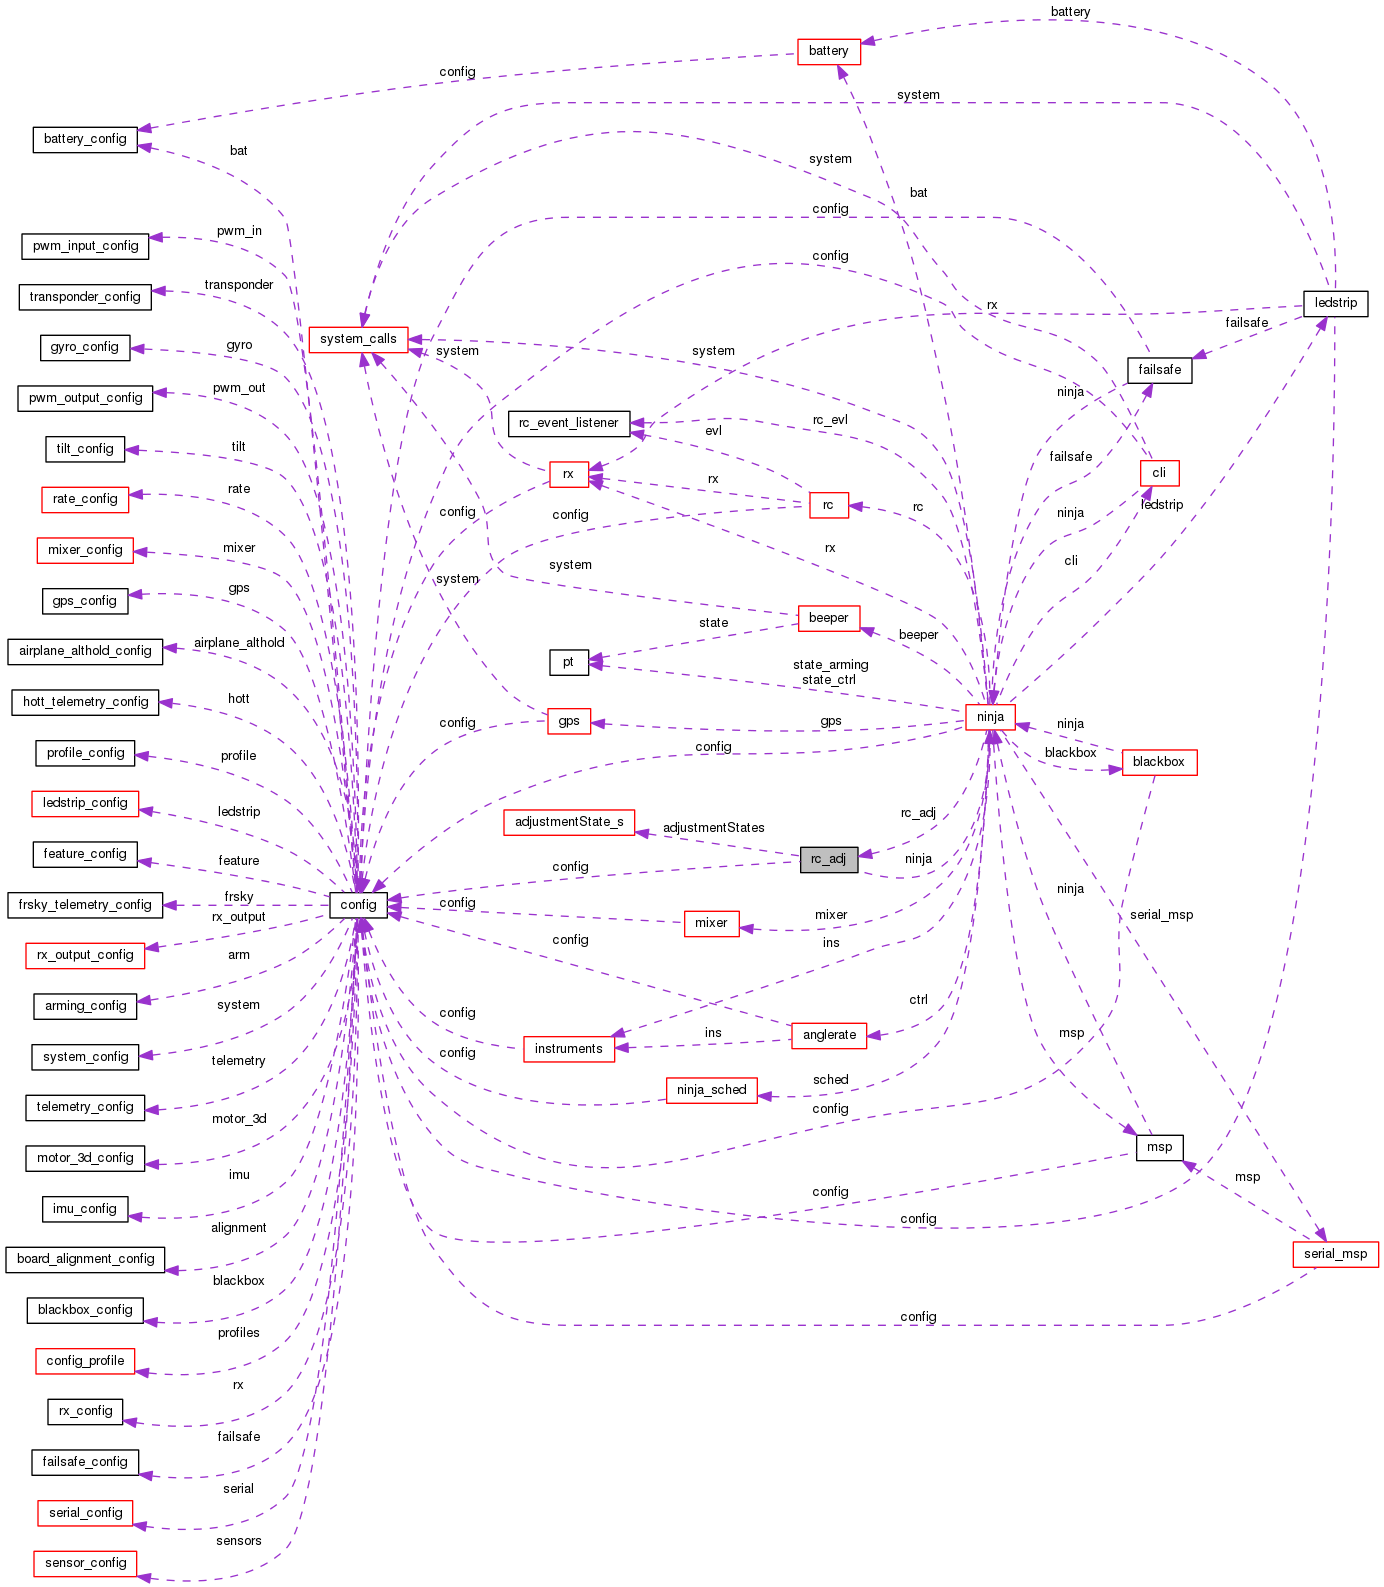 battery
battery
config
system
battery_config
bat
system
bat
config
pwm_in
pwm_input_config
config
transponder
transponder_config
rx
ledstrip
failsafe
system_calls
gyro
gyro_config
system
system
failsafe
pwm_out
pwm_output_config
ninja
rc_event_listener
rc_evl
evl
tilt
tilt_config
failsafe
rx
cli
rx
rate
rate_config
config
config
rc
rc
ledstrip
ninja
mixer
mixer_config
rx
cli
system
system
gps
gps_config
beeper
state
beeper
airplane_althold
airplane_althold_config
pt
state_arming
state_ctrl
hott
hott_telemetry_config
config
gps
gps
ninja
ninja
profile
profile_config
config
blackbox
blackbox
ledstrip
ledstrip_config
adjustmentState_s
adjustmentStates
rc_adj
feature
feature_config
config
rc_adj
ninja
ninja
frsky
frsky_telemetry_config
config
config
rx_output
mixer
mixer
serial_msp
rx_output_config
arm
config
ins
arming_config
system
config
ctrl
system_config
instruments
ins
anglerate
msp
telemetry
config
ninja_sched
sched
telemetry_config
config
motor_3d
motor_3d_config
msp
imu
msp
imu_config
config
alignment
config
board_alignment_config
serial_msp
blackbox
blackbox_config
config
profiles
config_profile
rx
rx_config
failsafe
failsafe_config
serial
serial_config
sensors
sensor_config